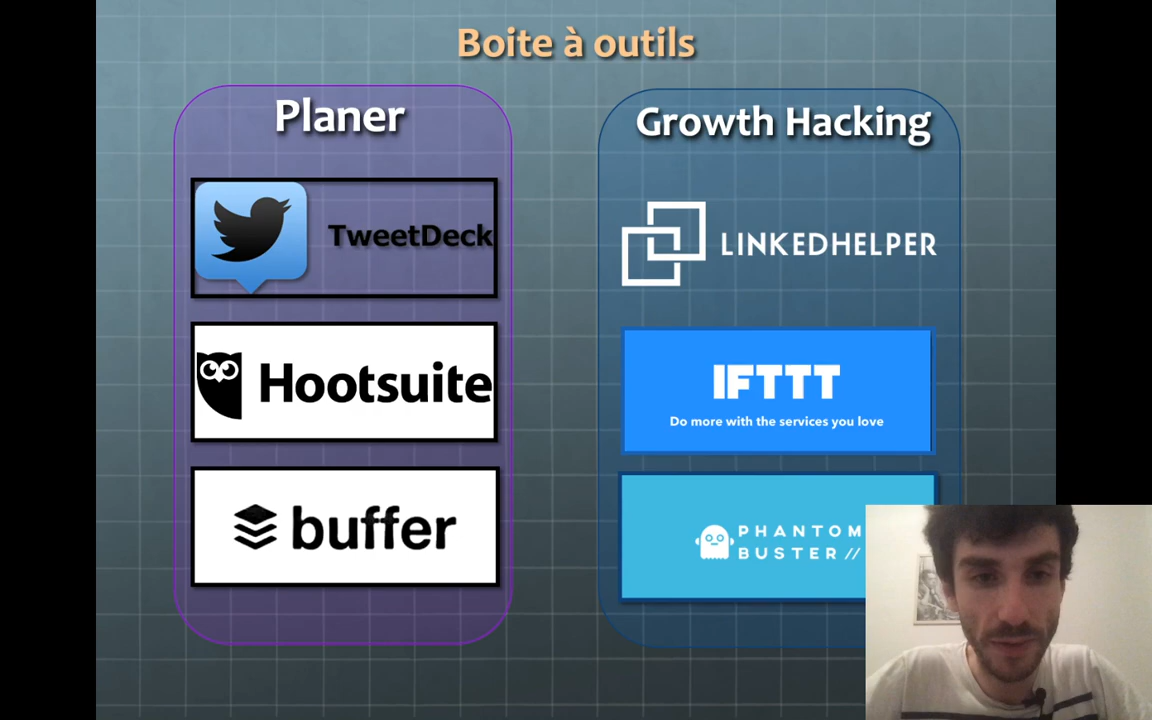 Boite à outils
Planer
TweetDeck
Hootsuite
buffer
Growth Hacking
LINKEDHELPER
IFTTT
Do more with the services you love
PHANTOM
BUSTER //